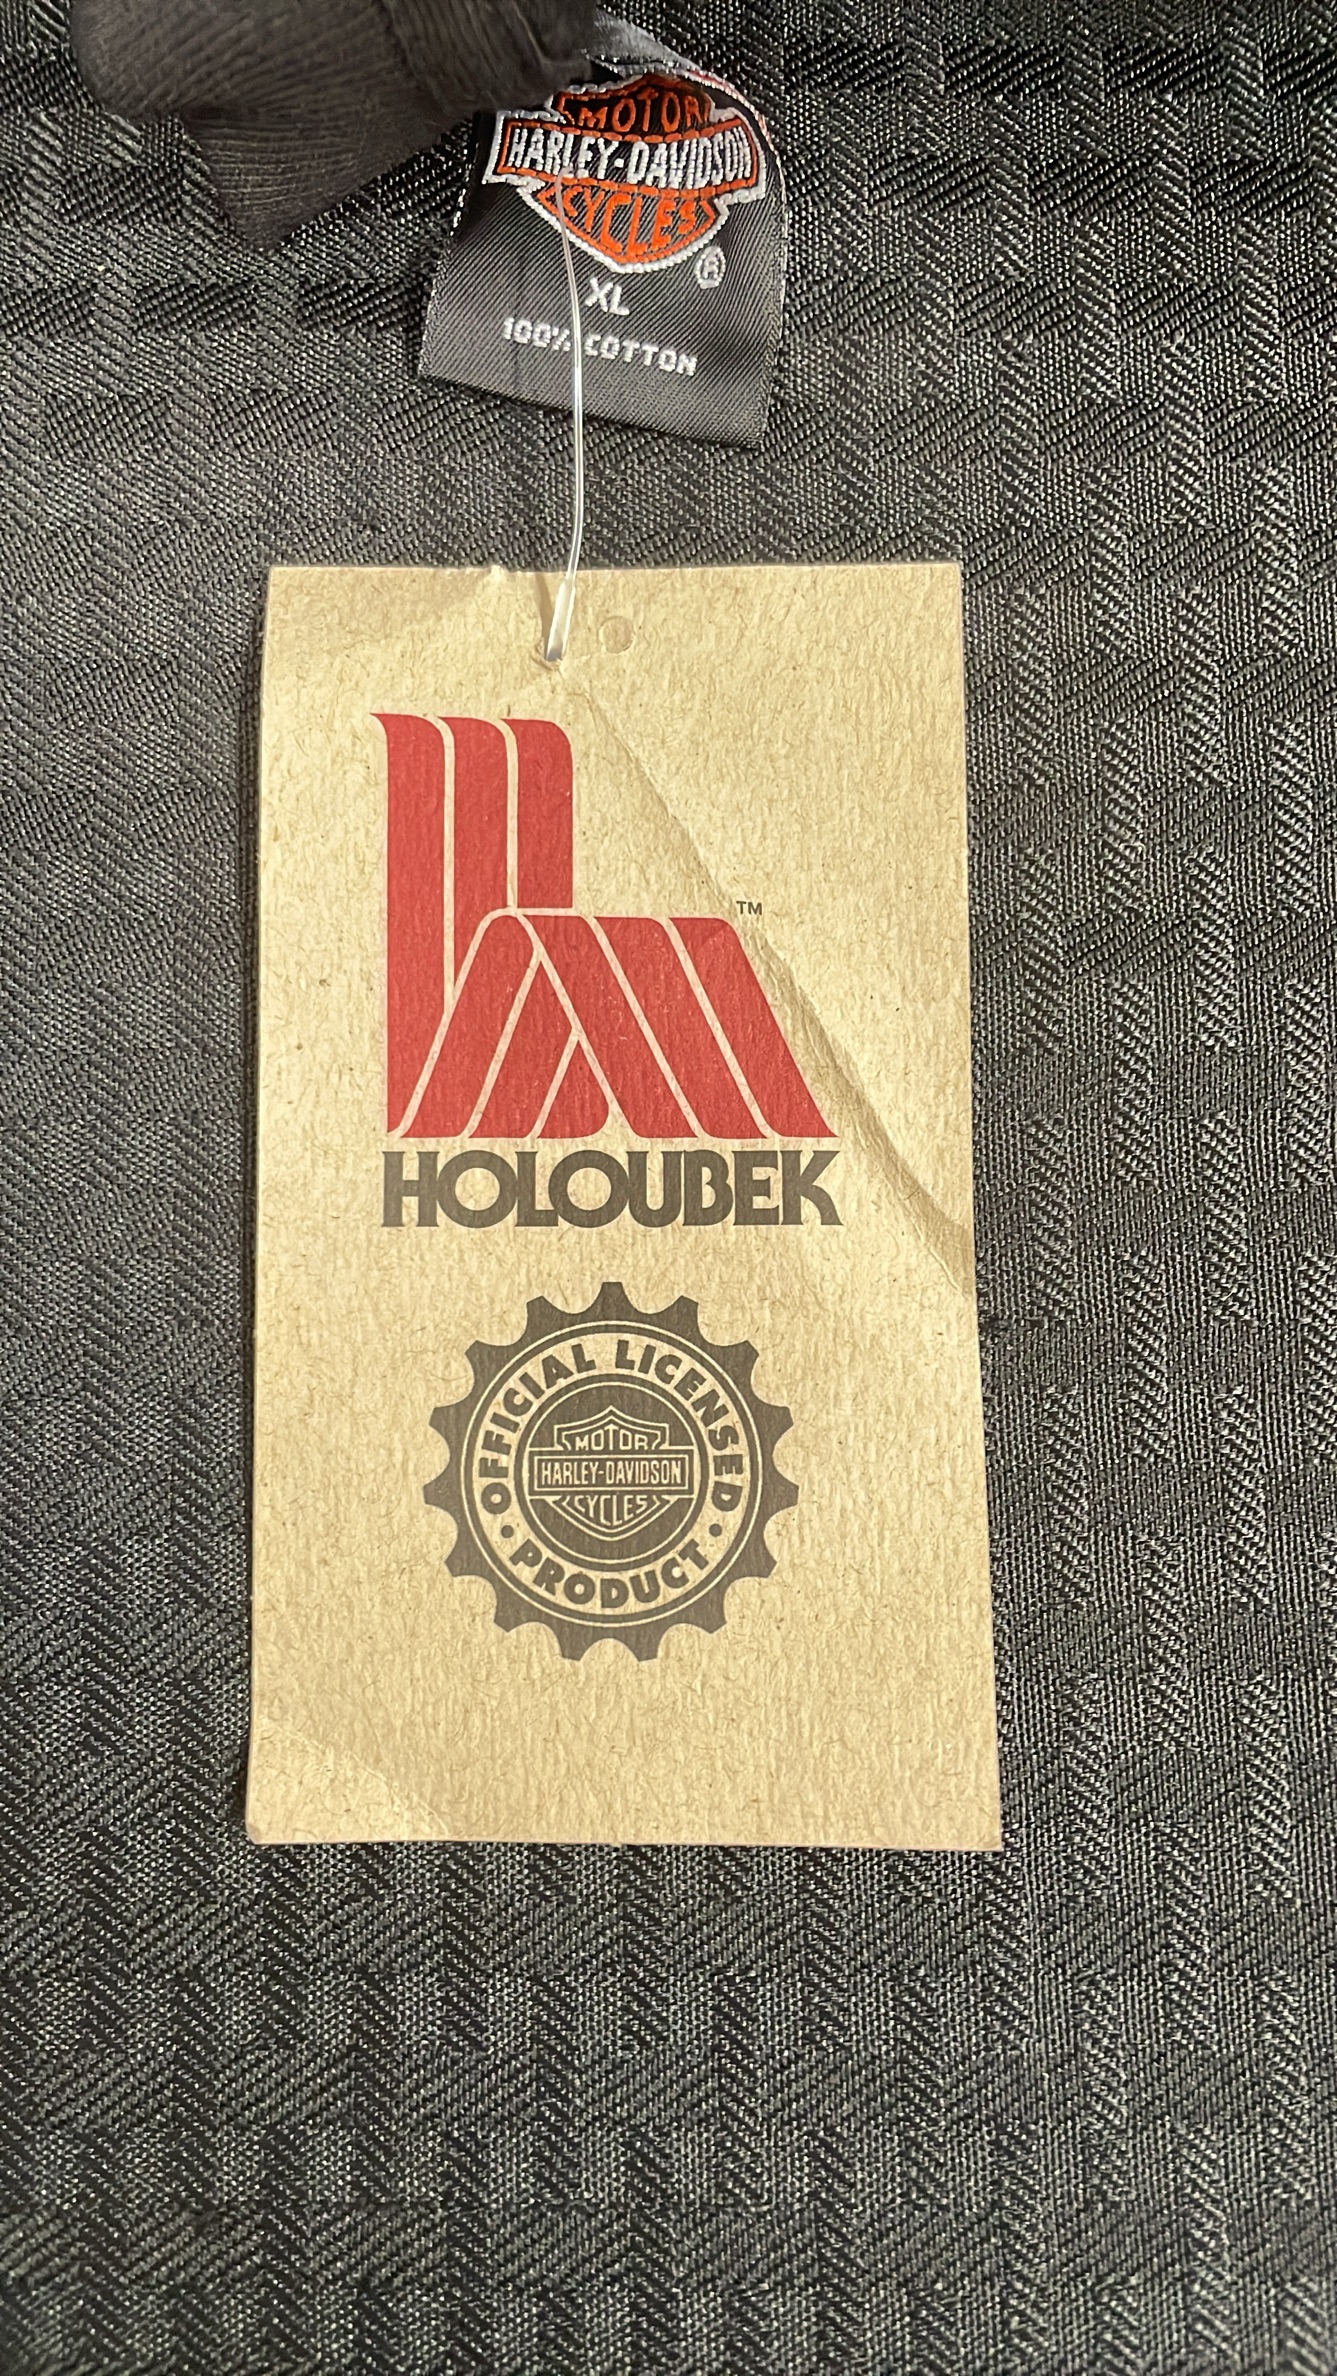 MOTOR
HARLEY-DAVIDSON
CYCLES
®
XL
100% COTTON
TM
HOLOUBEK
OFFICIAL LICENSED
MOTOR
HARLEY-DAVIDSON
CYCLES
• PRODUCT •